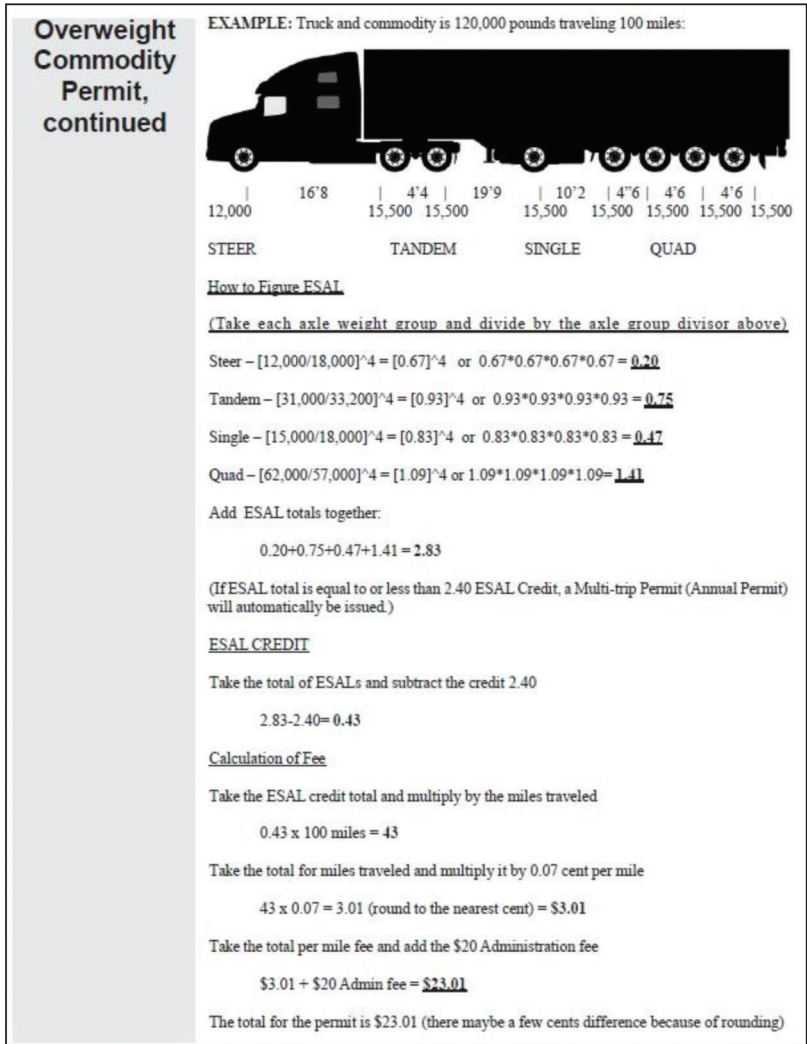 Overweight
Commodity
Permit,
continued
EXAMPLE: Truck and commodity is 120,000 pounds traveling 100 miles:
| 16'8 | 4'4 | 19'9 | 10'2 | 4"6 | 4'6 | 4'6 |
12,000 15,500 15,500 15,500 15,500 15,500 15,500 15,500
STEER TANDEM SINGLE QUAD
How to Figure ESAL
(Take each axle weight group and divide by the axle group divisor above)
Steer – [12,000/18,000]^4 = [0.67]^4 or 0.67*0.67*0.67*0.67 = 0.20
Tandem – [31,000/33,200]^4 = [0.93]^4 or 0.93*0.93*0.93*0.93 = 0.75
Single – [15,000/18,000]^4 = [0.83]^4 or 0.83*0.83*0.83*0.83 = 0.47
Quad – [62,000/57,000]^4 = [1.09]^4 or 1.09*1.09*1.09*1.09= 1.41
Add ESAL totals together:
0.20+0.75+0.47+1.41 = 2.83
(If ESAL total is equal to or less than 2.40 ESAL Credit, a Multi-trip Permit (Annual Permit)
will automatically be issued.)
ESAL CREDIT
Take the total of ESALs and subtract the credit 2.40
2.83-2.40= 0.43
Calculation of Fee
Take the ESAL credit total and multiply by the miles traveled
0.43 x 100 miles = 43
Take the total for miles traveled and multiply it by 0.07 cent per mile
43 x 0.07 = 3.01 (round to the nearest cent) = $3.01
Take the total per mile fee and add the $20 Administration fee
$3.01 + $20 Admin fee = $23.01
The total for the permit is $23.01 (there maybe a few cents difference because of rounding)